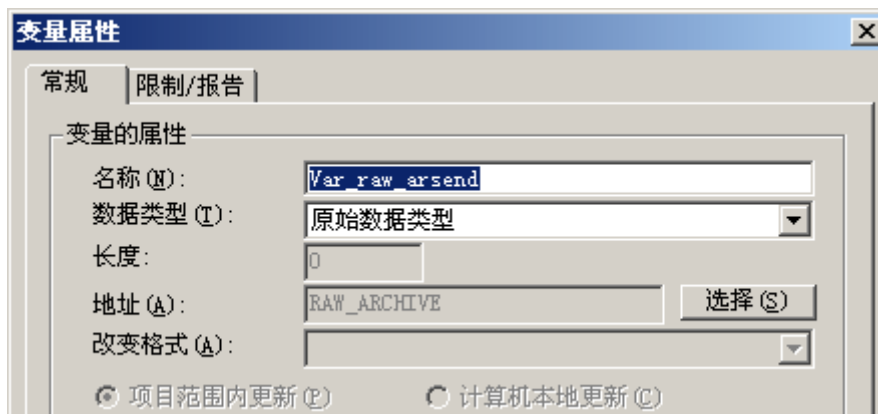 变量属性
常规 限制/报告
变量的属性
名称(N): Var_raw_arsend
数据类型(T): 原始数据类型
长度: 0
地址(A): RAW_ARCHIVE 选择(S)
改变格式(A):
项目范围内更新(P) 计算机本地更新(C)